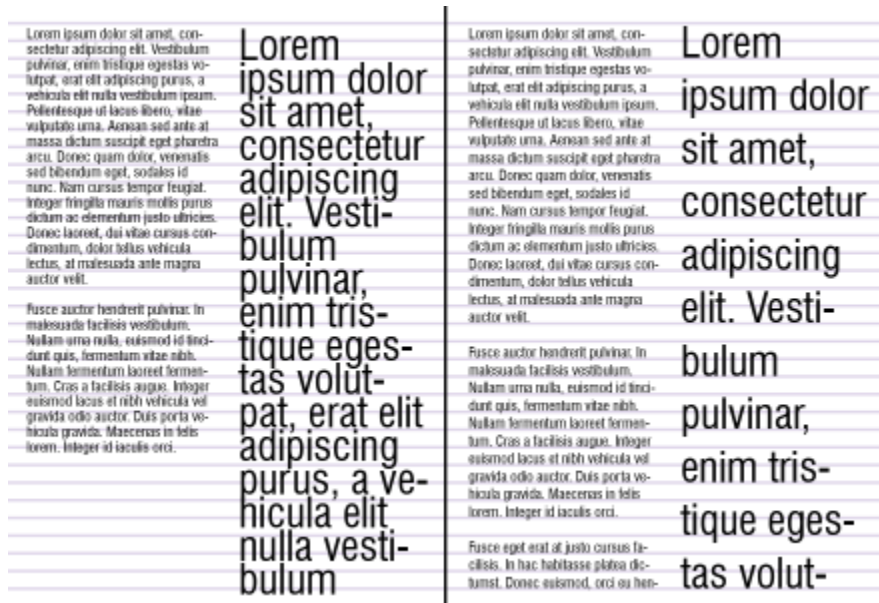 Lorem ipsum dolor sit amet, con-
sectetur adipiscing elit. Vestibulum
pulvinar, enim tristique egestas vo-
lutpat, erat elit adipiscing purus, a
vehicula elit nulla vestibulum ipsum.
Pellentesque ut lacus libero, vitae
vulputate urna. Aenean sed ante at
massa dictum suscipit eget pharetra
arcu. Donec quam dolor, venenatis
sed bibendum eget, sodales id
nunc. Nam cursus tempor feugiat.
Integer fringilla mauris mollis purus
dictum ac elementum justo ultricies.
Donec laoreet, dui vitae cursus con-
dimentum, dolor tellus vehicula
lectus, at malesuada ante magna
auctor velit.
Fusce auctor hendrerit pulvinar. In
malesuada facilisis vestibulum.
Nullam urna nulla, euismod id tinci-
dunt quis, fermentum vitae nibh.
Nullam fermentum laoreet fermen-
tum. Cras a facilisis augue. Integer
euismod lacus et nibh vehicula vel
gravida odio auctor. Duis porta ve-
hicula gravida. Maecenas in felis
lorem. Integer id iaculis orci.
Lorem
ipsum dolor
sit amet,
consectetur
adipiscing
elit. Vesti-
bulum
pulvinar,
enim tris-
tique eges-
tas volut-
pat, erat elit
adipiscing
purus, a ve-
hicula elit
nulla vesti-
bulum
Lorem ipsum dolor sit amet, con-
sectetur adipiscing elit. Vestibulum
pulvinar, enim tristique egestas vo-
lutpat, erat elit adipiscing purus, a
vehicula elit nulla vestibulum ipsum.
Pellentesque ut lacus libero, vitae
vulputate urna. Aenean sed ante at
massa dictum suscipit eget pharetra
arcu. Donec quam dolor, venenatis
sed bibendum eget, sodales id
nunc. Nam cursus tempor feugiat.
Integer fringilla mauris mollis purus
dictum ac elementum justo ultricies.
Donec laoreet, dui vitae cursus con-
dimentum, dolor tellus vehicula
lectus, at malesuada ante magna
auctor velit.
Fusce auctor hendrerit pulvinar. In
malesuada facilisis vestibulum.
Nullam urna nulla, euismod id tinci-
dunt quis, fermentum vitae nibh.
Nullam fermentum laoreet fermen-
tum. Cras a facilisis augue. Integer
euismod lacus et nibh vehicula vel
gravida odio auctor. Duis porta ve-
hicula gravida. Maecenas in felis
lorem. Integer id iaculis orci.
Fusce eget erat at justo cursus fa-
cilisis. In hac habitasse platea dic-
tumst. Donec euismod, orci eu hen-
Lorem
ipsum dolor
sit amet,
consectetur
adipiscing
elit. Vesti-
bulum
pulvinar,
enim tris-
tique eges-
tas volut-